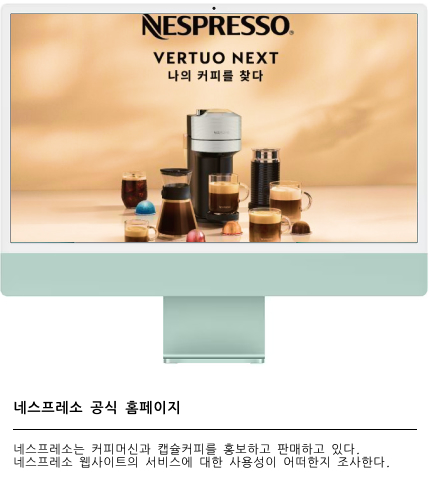 NESPRESSO.
VERTUO NEXT
나의 커피를 찾다
네스프레소 공식 홈페이지
네스프레소는 커피머신과 캡슐커피를 홍보하고 판매하고 있다.
네스프레소 웹사이트의 서비스에 대한 사용성이 어떠한지 조사한다.